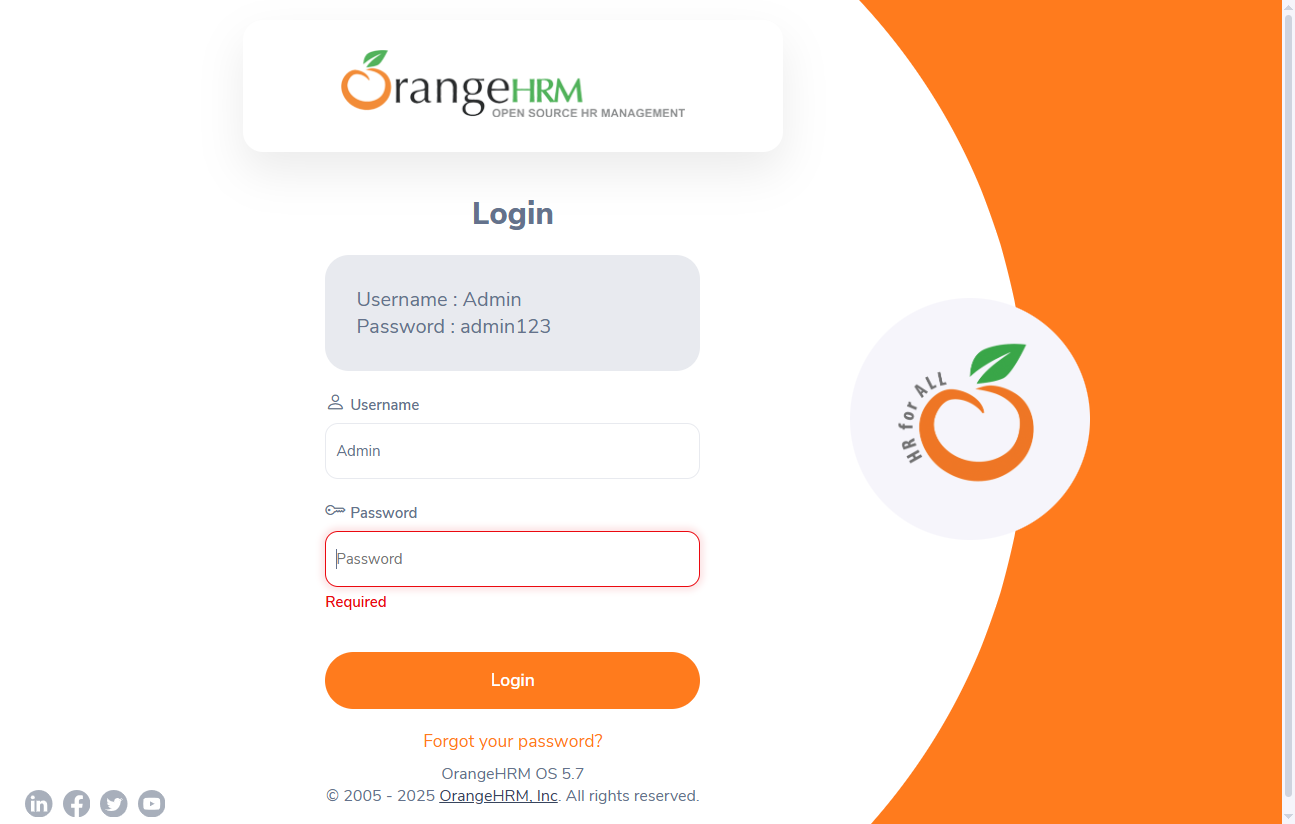 OrangeHRM
OPEN SOURCE HR MANAGEMENT
Login
Username : Admin
Password : admin123
Username
Admin
Password
Password
Required
Login
Forgot your password?
OrangeHRM OS 5.7
© 2005 - 2025 OrangeHRM, Inc. All rights reserved.
HR for ALL